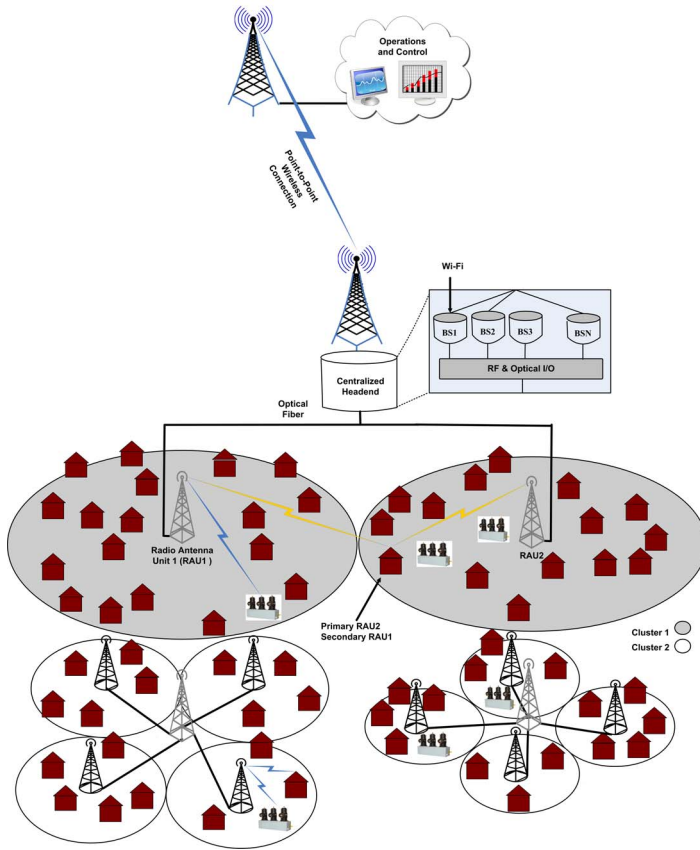 Operations
and Control
Point-to-Point
Wireless
Connection
Wi-Fi
BS1
BS2
BS3
BSN
RF & Optical I/O
Centralized
Headend
Optical
Fiber
Radio Antenna
Unit 1 (RAU1 )
RAU2
Primary RAU2
Secondary RAU1
Cluster 1
Cluster 2